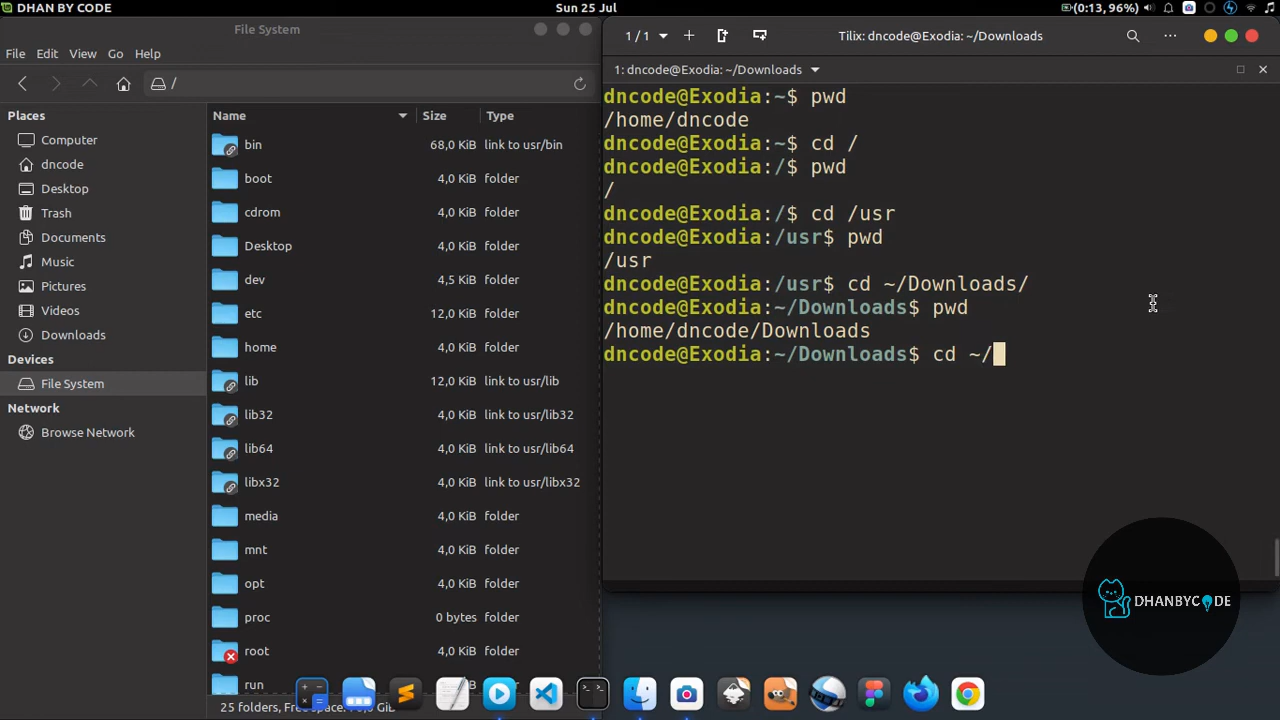 DHAN BY CODE
Sun 25 Jul
(0:13, 96%)
File System
File Edit View Go Help
/
Places
Computer
dncode
Desktop
Trash
Documents
Music
Pictures
Videos
Downloads
Devices
File System
Network
Browse Network
Name Size Type
bin 68,0 KiB link to usr/bin
boot 4,0 KiB folder
cdrom 4,0 KiB folder
Desktop 4,0 KiB folder
dev 4,5 KiB folder
etc 12,0 KiB folder
home 4,0 KiB folder
lib 12,0 KiB link to usr/lib
lib32 4,0 KiB link to usr/lib32
lib64 4,0 KiB link to usr/lib64
libx32 4,0 KiB link to usr/libx32
media 4,0 KiB folder
mnt 4,0 KiB folder
opt 4,0 KiB folder
proc 0 bytes folder
root 4,0 KiB folder
run folder
25 folders, Free space:
1 / 1
Tilix: dncode@Exodia: ~/Downloads
1: dncode@Exodia: ~/Downloads
dncode@Exodia:~$ pwd
/home/dncode
dncode@Exodia:~$ cd /
dncode@Exodia:/$ pwd
/
dncode@Exodia:/$ cd /usr
dncode@Exodia:/usr$ pwd
/usr
dncode@Exodia:/usr$ cd ~/Downloads/
dncode@Exodia:~/Downloads$ pwd
/home/dncode/Downloads
dncode@Exodia:~/Downloads$ cd ~/
DHANBYCODE